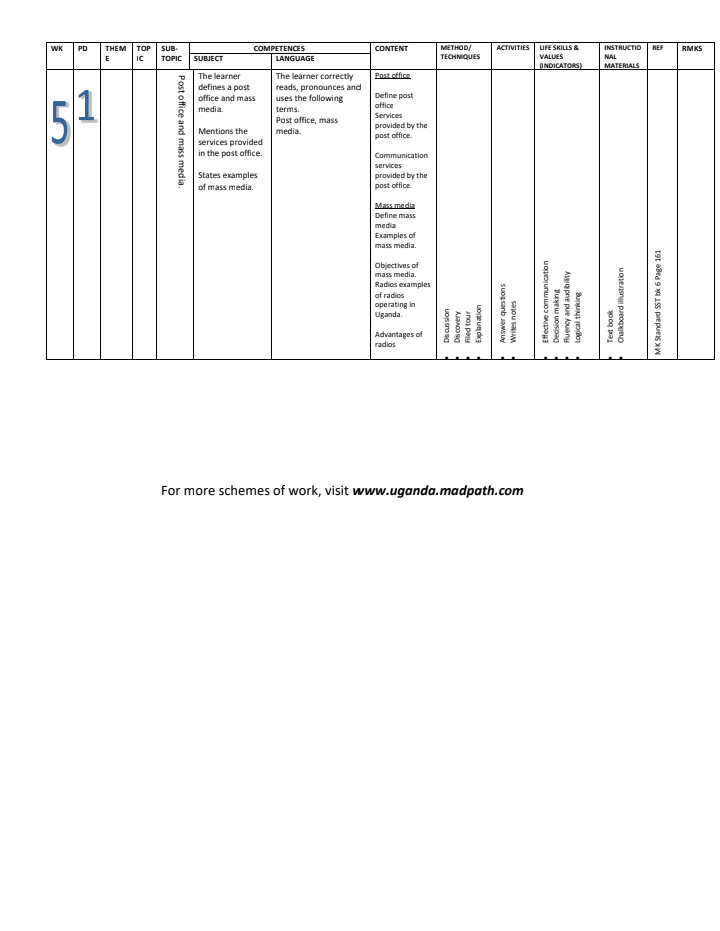 WK PD THEM TOP SUB- COMPETENCES CONTENT METHOD/ ACTIVITIES LIFE SKILLS & INSTRUCTIO REF RMKS
E IC TOPIC SUBJECT LANGUAGE TECHNIQUES VALUES NAL
(INDICATORS) MATERIALS
5
1
Post office and mass media.
The learner
defines a post
office and mass
media.
Mentions the
services provided
in the post office.
States examples
of mass media.
The learner correctly
reads, pronounces and
uses the following
terms.
Post office, mass
media.
Post office
Define post
office
Services
provided by the
post office.
Communication
services
provided by the
post office.
Mass media
Define mass
media
Examples of
mass media.
Objectives of
mass media.
Radios examples
of radios
operating in
Uganda.
Advantages of
radios
• Discussion
• Discovery
• Filed tour
• Explanation
• Answer questions
• Writes notes
• Effective communication
• Decision making
• Fluency and audibility
• Logical thinking
• Text book
• Chalkboard illustration
MK Standard SST bk 6 Page 161
For more schemes of work, visit www.uganda.madpath.com